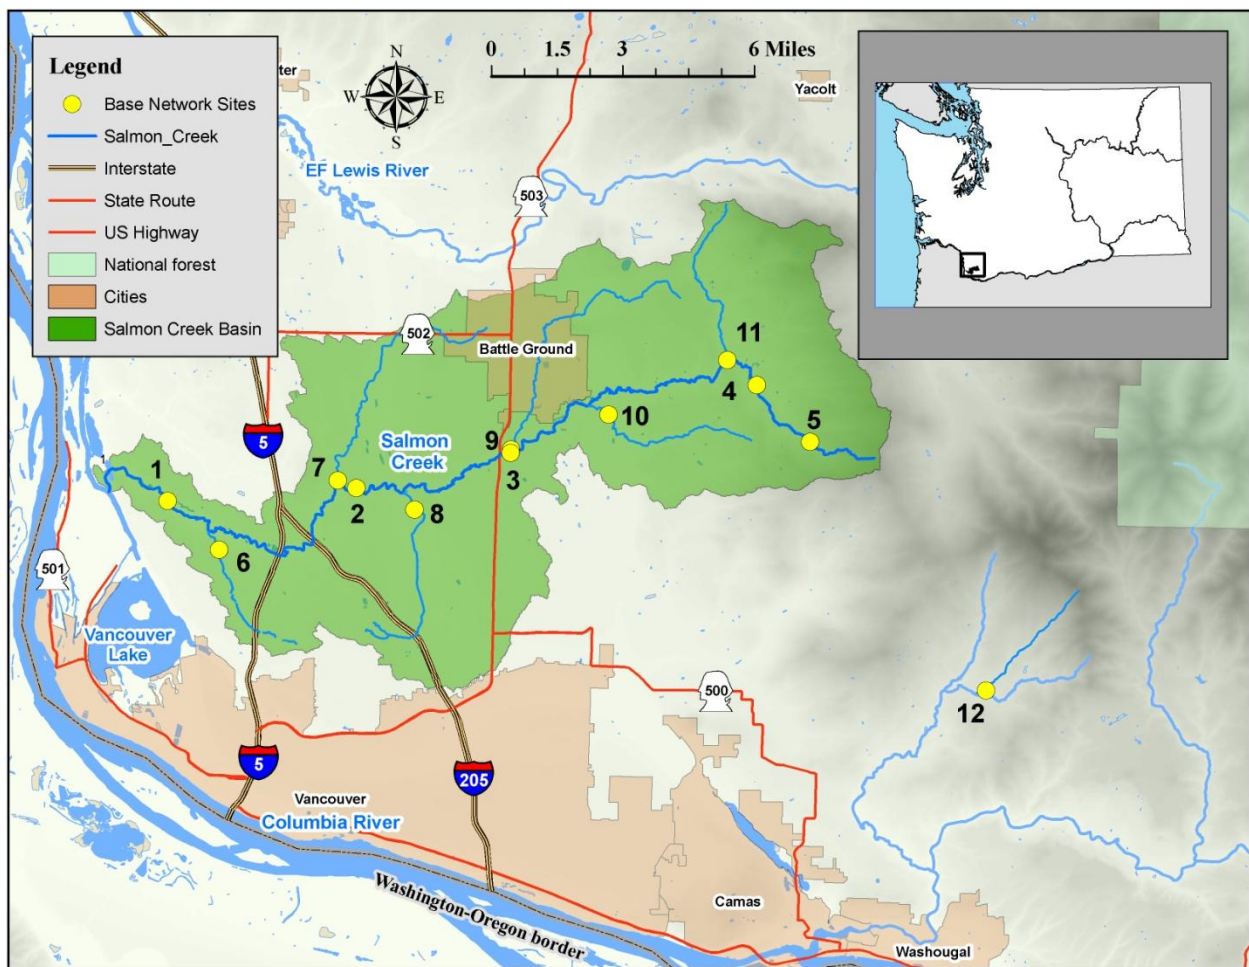 Legend
Base Network Sites
Salmon_Creek
Interstate
State Route
US Highway
National forest
Cities
Salmon Creek Basin
ter
N
W E
S
0 1.5 3 6 Miles
Yacolt
EF Lewis River
503
502
Battle Ground
11
4
10
5
5
Salmon
Creek
9
3
7
2
8
1
1
6
501
Vancouver
Lake
500
12
5
205
Vancouver
Columbia River
Washington-Oregon border
Camas
Washougal